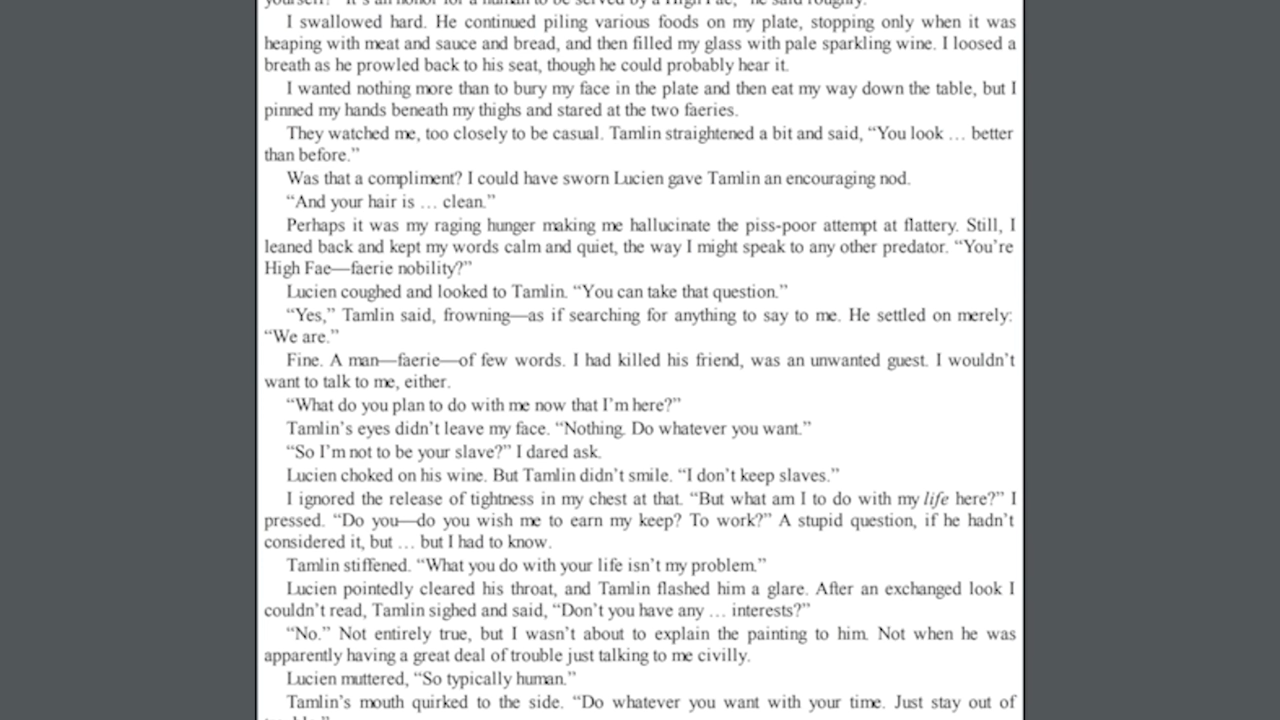 I swallowed hard. He continued piling various foods on my plate, stopping only when it was
heaping with meat and sauce and bread, and then filled my glass with pale sparkling wine. I loosed a
breath as he prowled back to his seat, though he could probably hear it.
I wanted nothing more than to bury my face in the plate and then eat my way down the table, but I
pinned my hands beneath my thighs and stared at the two faeries.
They watched me, too closely to be casual. Tamlin straightened a bit and said, “You look … better
than before.”
Was that a compliment? I could have sworn Lucien gave Tamlin an encouraging nod.
“And your hair is … clean.”
Perhaps it was my raging hunger making me hallucinate the piss-poor attempt at flattery. Still, I
leaned back and kept my words calm and quiet, the way I might speak to any other predator. “You’re
High Fae—faerie nobility?”
Lucien coughed and looked to Tamlin. “You can take that question.”
“Yes,” Tamlin said, frowning—as if searching for anything to say to me. He settled on merely:
“We are.”
Fine. A man—faerie—of few words. I had killed his friend, was an unwanted guest. I wouldn’t
want to talk to me, either.
“What do you plan to do with me now that I’m here?”
Tamlin’s eyes didn’t leave my face. “Nothing. Do whatever you want.”
“So I’m not to be your slave?” I dared ask.
Lucien choked on his wine. But Tamlin didn’t smile. “I don’t keep slaves.”
I ignored the release of tightness in my chest at that. “But what am I to do with my life here?” I
pressed. “Do you—do you wish me to earn my keep? To work?” A stupid question, if he hadn’t
considered it, but … but I had to know.
Tamlin stiffened. “What you do with your life isn’t my problem.”
Lucien pointedly cleared his throat, and Tamlin flashed him a glare. After an exchanged look I
couldn’t read, Tamlin sighed and said, “Don’t you have any … interests?”
“No.” Not entirely true, but I wasn’t about to explain the painting to him. Not when he was
apparently having a great deal of trouble just talking to me civilly.
Lucien muttered, “So typically human.”
Tamlin’s mouth quirked to the side. “Do whatever you want with your time. Just stay out of